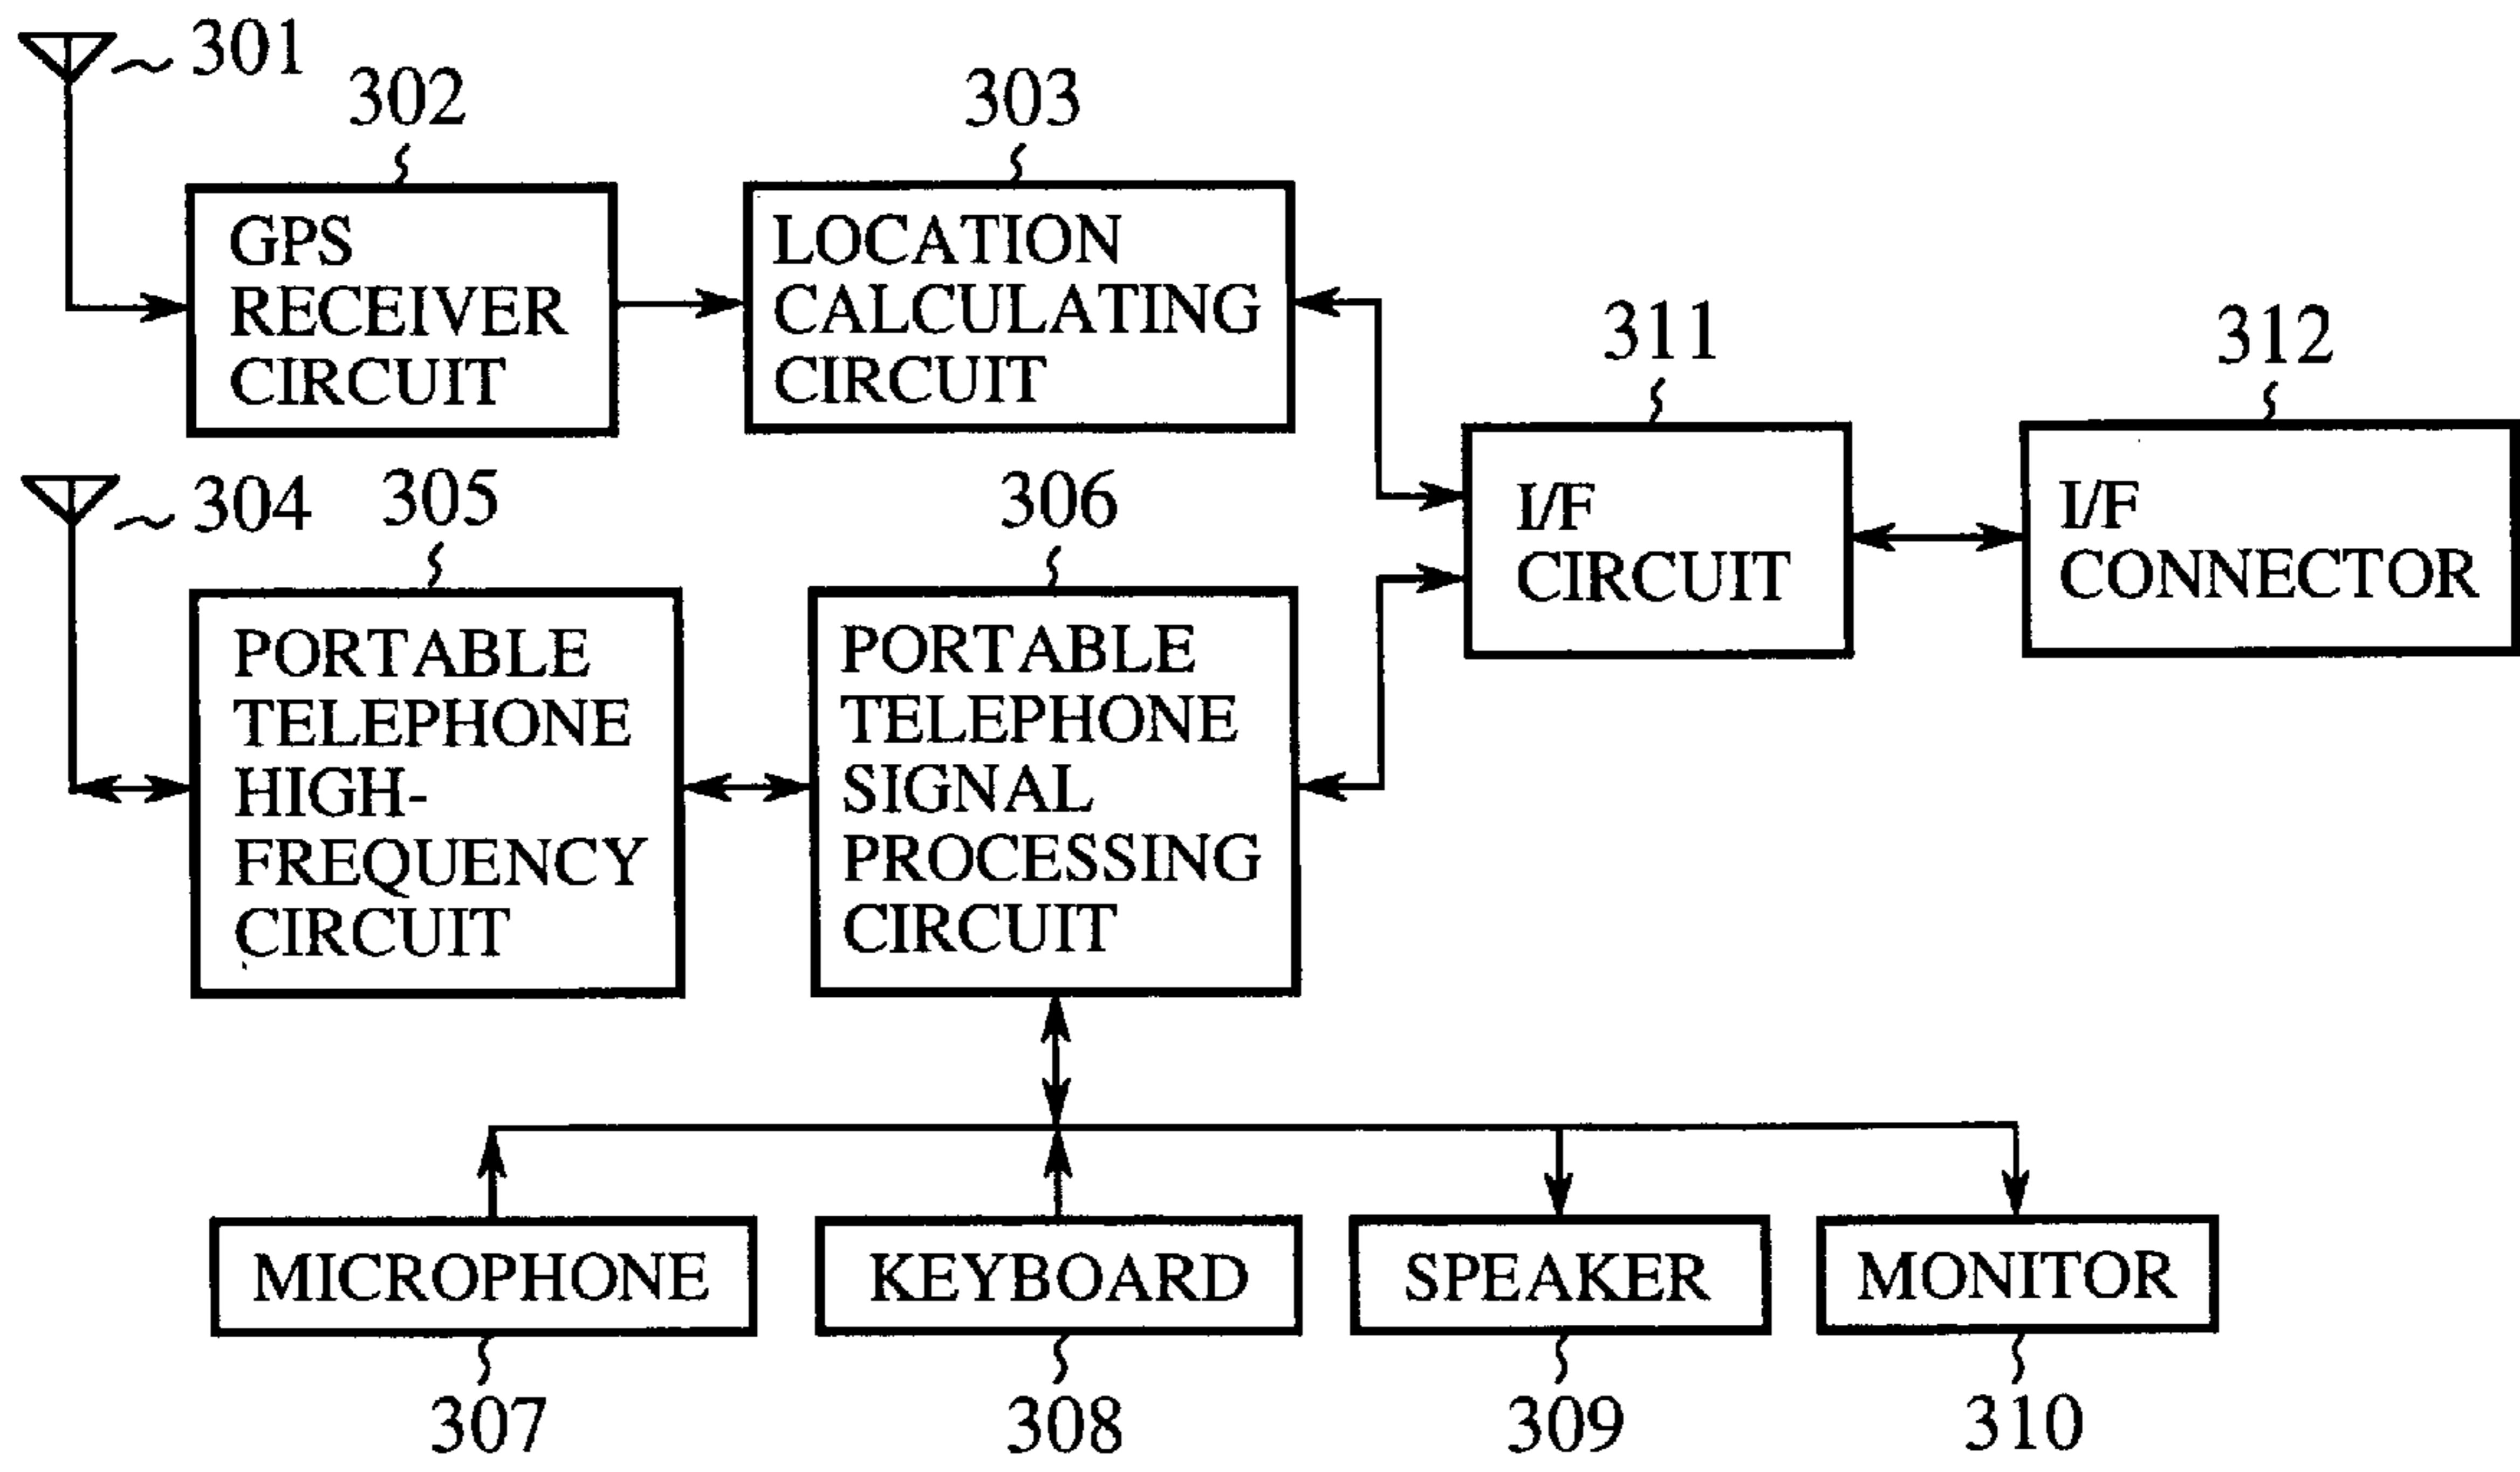 301
302
303
GPS
RECEIVER
CIRCUIT
LOCATION
CALCULATING
CIRCUIT
311
312
I/F
CIRCUIT
I/F
CONNECTOR
304
305
306
PORTABLE
TELEPHONE
HIGH-
FREQUENCY
CIRCUIT
PORTABLE
TELEPHONE
SIGNAL
PROCESSING
CIRCUIT
MICROPHONE
KEYBOARD
SPEAKER
MONITOR
307
308
309
310